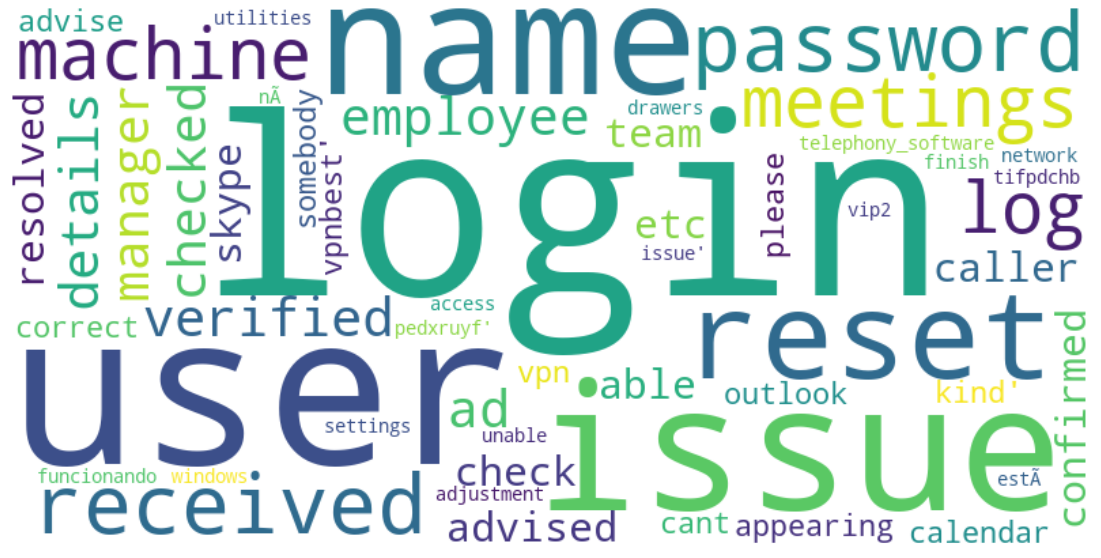 advise
utilities
name
password
machine
nÃ
employee
drawers
meetings
team
telephony_software
finish
network
tifpdchb
resolved
details
manager
checked
skype
somebody
vpnbest'
login
please
vip2
log
etc
issue'
caller
correct
verified
access
pedxruyf'
reset
confirmed
user
vpn
able
outlook
kind'
settings
ad
unable
issue
funcionando
windows
received
check
adjustment
advised
estÃ
cant
appearing
calendar